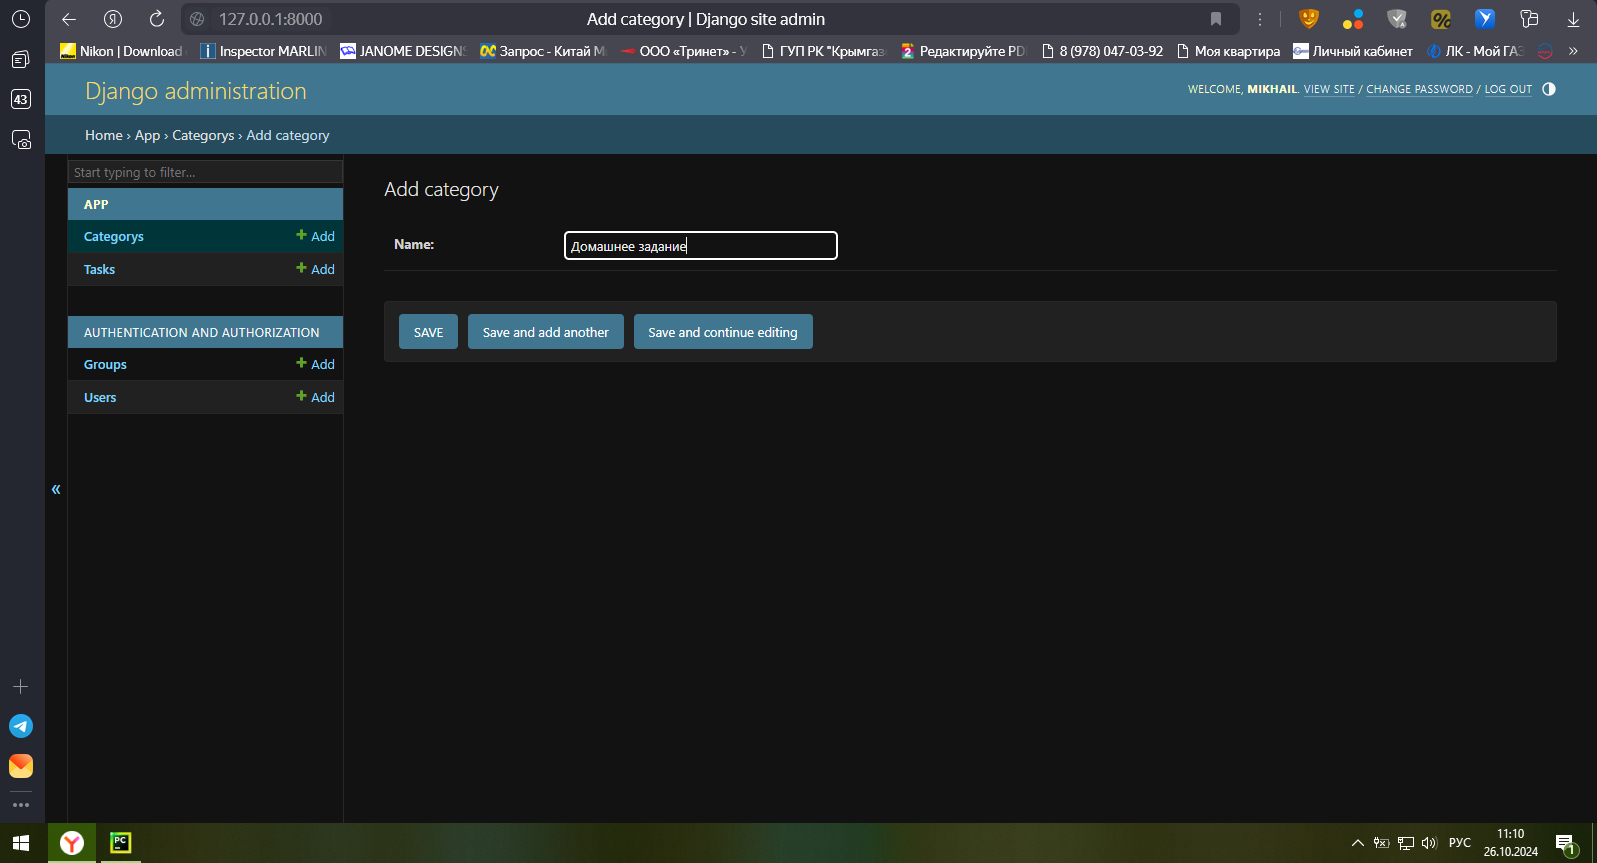 127.0.0.1:8000
Add category | Django site admin
Nikon | Download
Inspector MARLIN
JANOME DESIGNS
Запрос - Китай М
ООО «Тринет» - У
ГУП РК "Крымгаз
Редактируйте PD
8 (978) 047-03-92
Моя квартира
Личный кабинет
ЛК - Мой ГАЗ
»
43
Django administration
WELCOME, MIKHAIL. VIEW SITE / CHANGE PASSWORD / LOG OUT
Home › App › Categorys › Add category
Start typing to filter...
APP
Categorys + Add
Tasks + Add
AUTHENTICATION AND AUTHORIZATION
Groups + Add
Users + Add
«
Add category
Name: Домашнее задание
SAVE
Save and add another
Save and continue editing
PC
РУС
11:10
26.10.2024
1